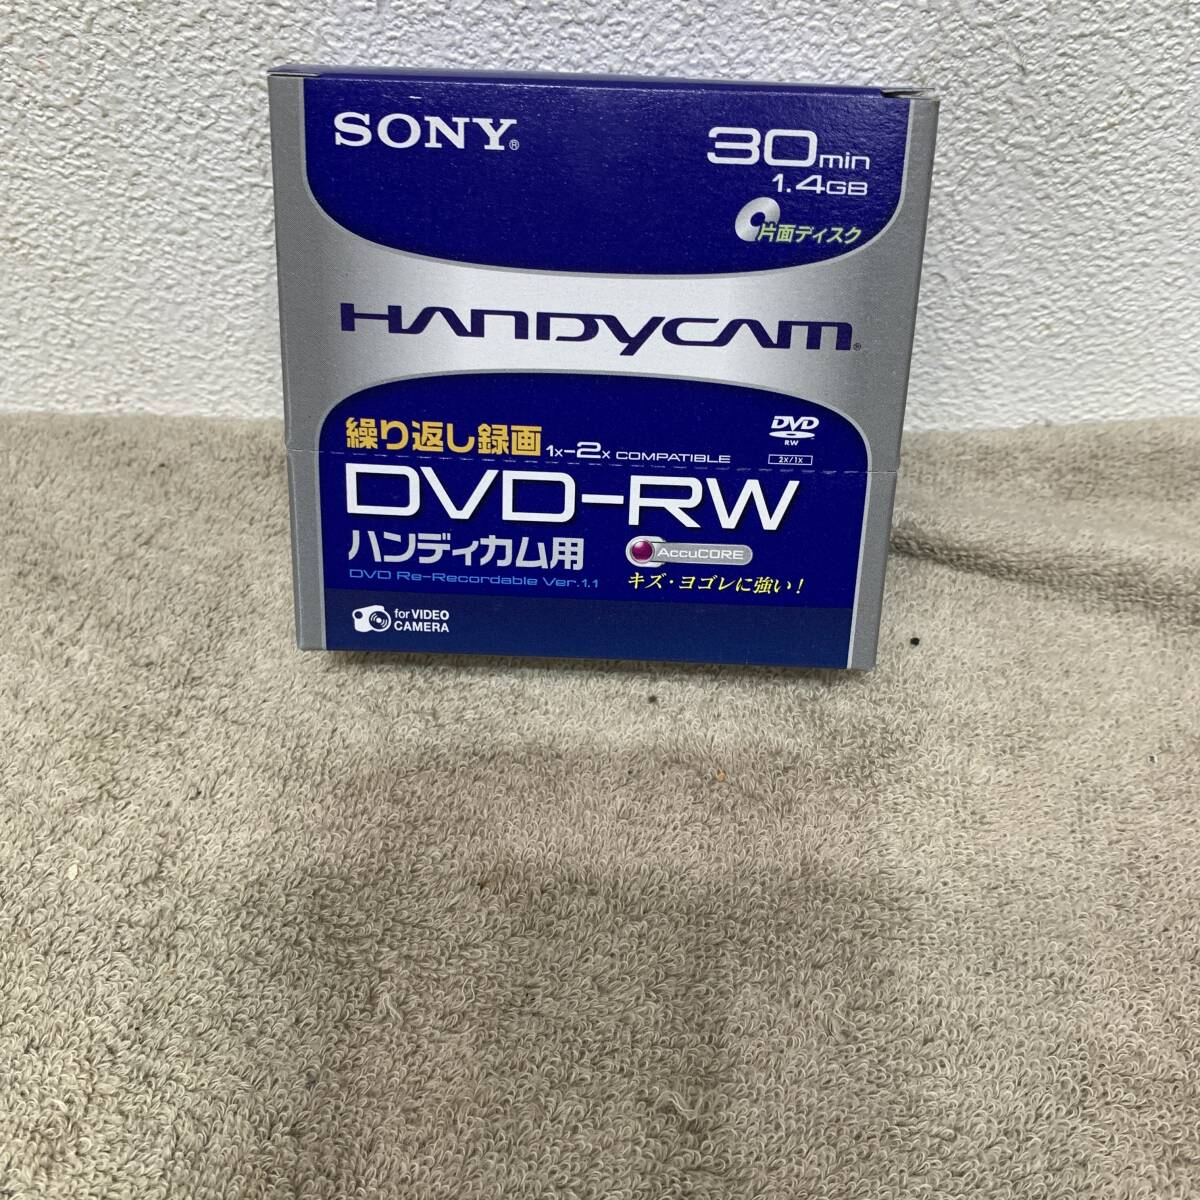 SONY®
30min
1.4GB
片面ディスク
HANDYCAM®
繰り返し録画
1x-2x COMPATIBLE
DVD
RW
2x/1x
DVD-RW
ハンディカム用
AccuCORE
DVD Re-Recordable Ver.1.1
キズ・ヨゴレに強い!
for VIDEO
CAMERA